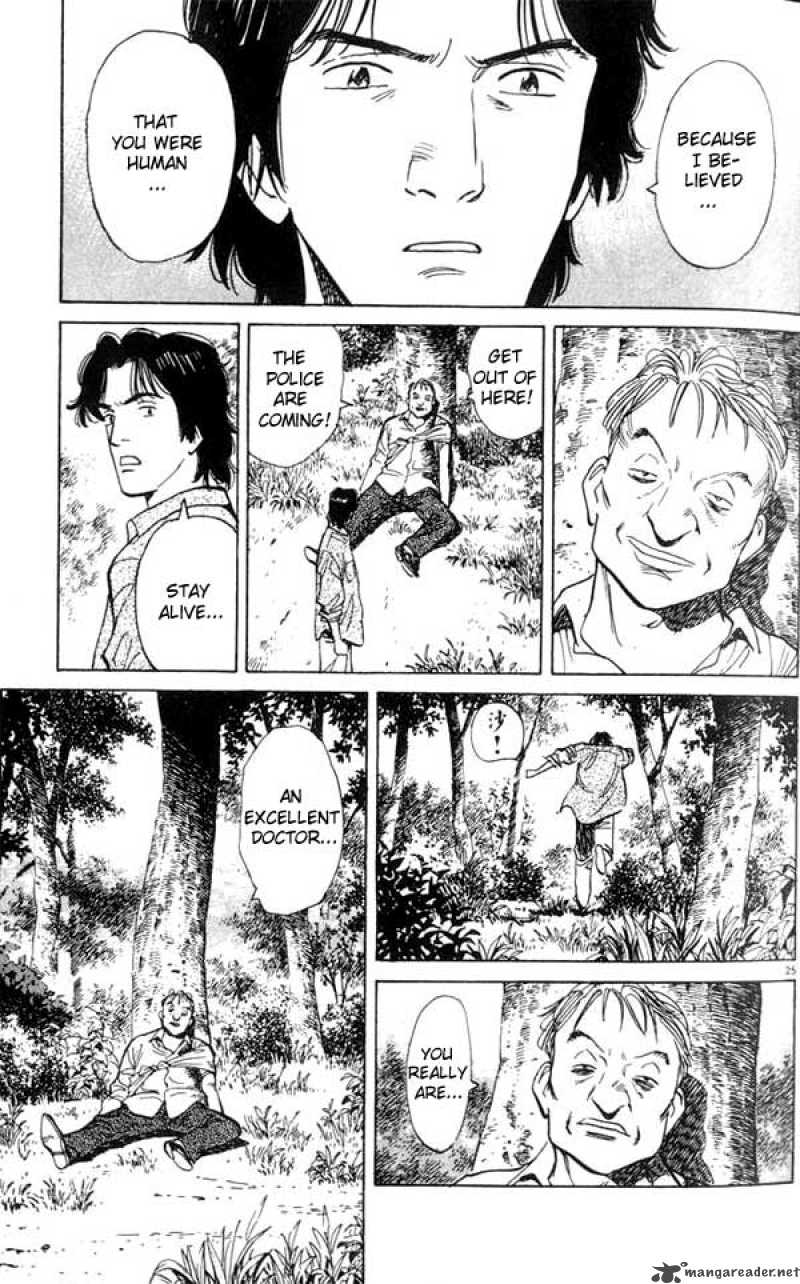 BECAUSE
I BE-
LIEVED
...
THAT
YOU WERE
HUMAN
...
GET
OUT OF
HERE!
THE
POLICE
ARE
COMING!
STAY
ALIVE...
沙!
25
YOU
REALLY
ARE...
AN
EXCELLENT
DOCTOR...
mangareader.net